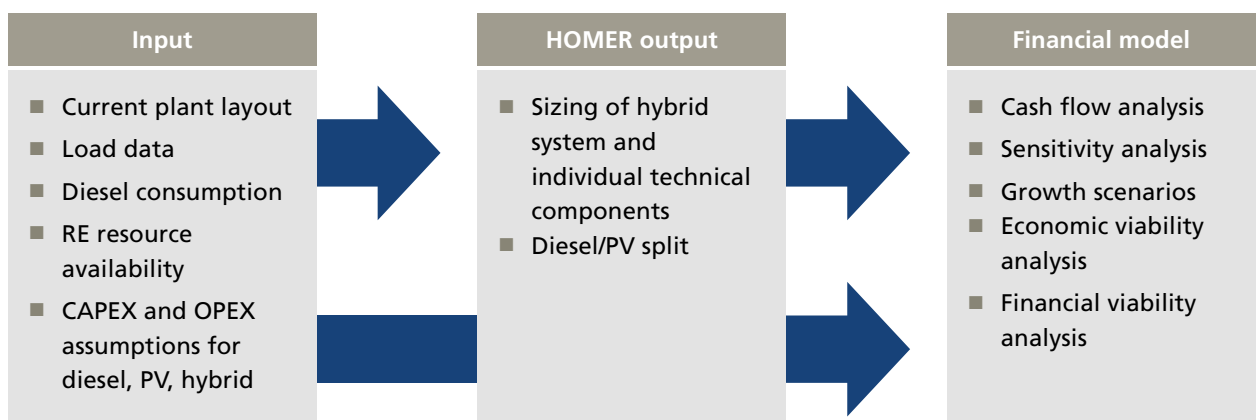 Input
Current plant layout
Load data
Diesel consumption
RE resource
availability
CAPEX and OPEX
assumptions for
diesel, PV, hybrid
HOMER output
Sizing of hybrid
system and
individual technical
components
Diesel/PV split
Financial model
Cash flow analysis
Sensitivity analysis
Growth scenarios
Economic viability
analysis
Financial viability
analysis